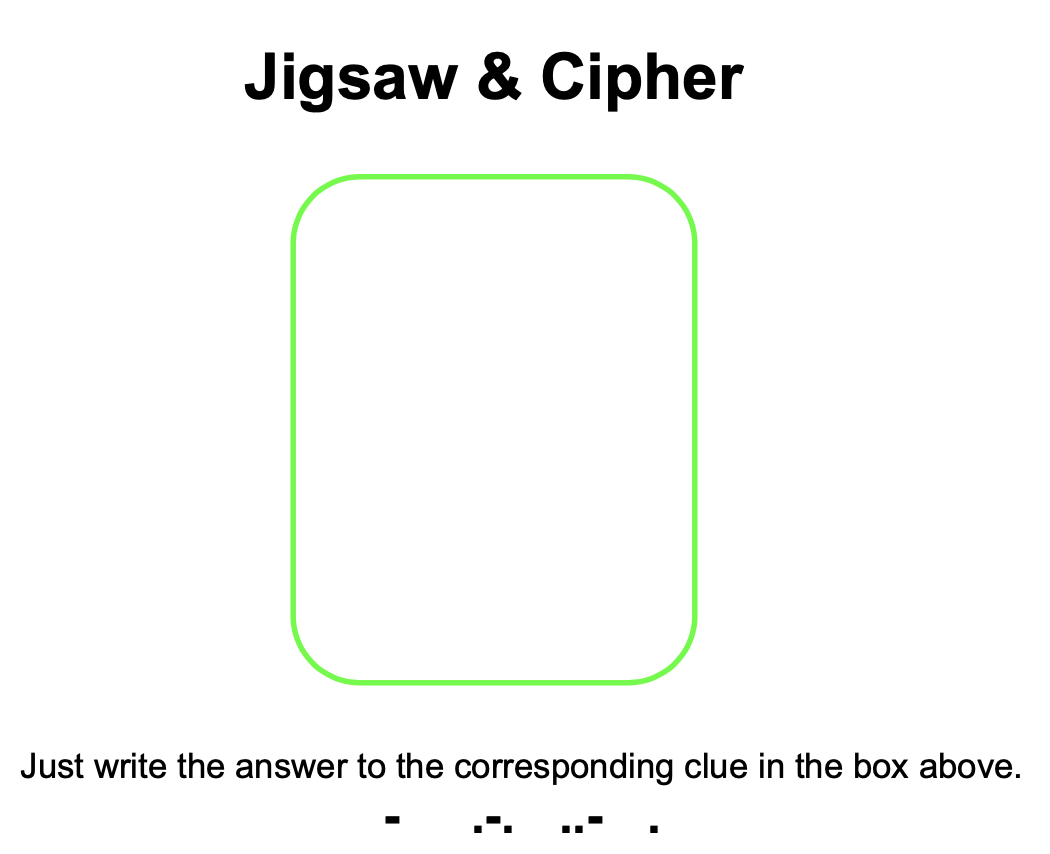 Jigsaw & Cipher
Just write the answer to the corresponding clue in the box above.
- .-. ..- .